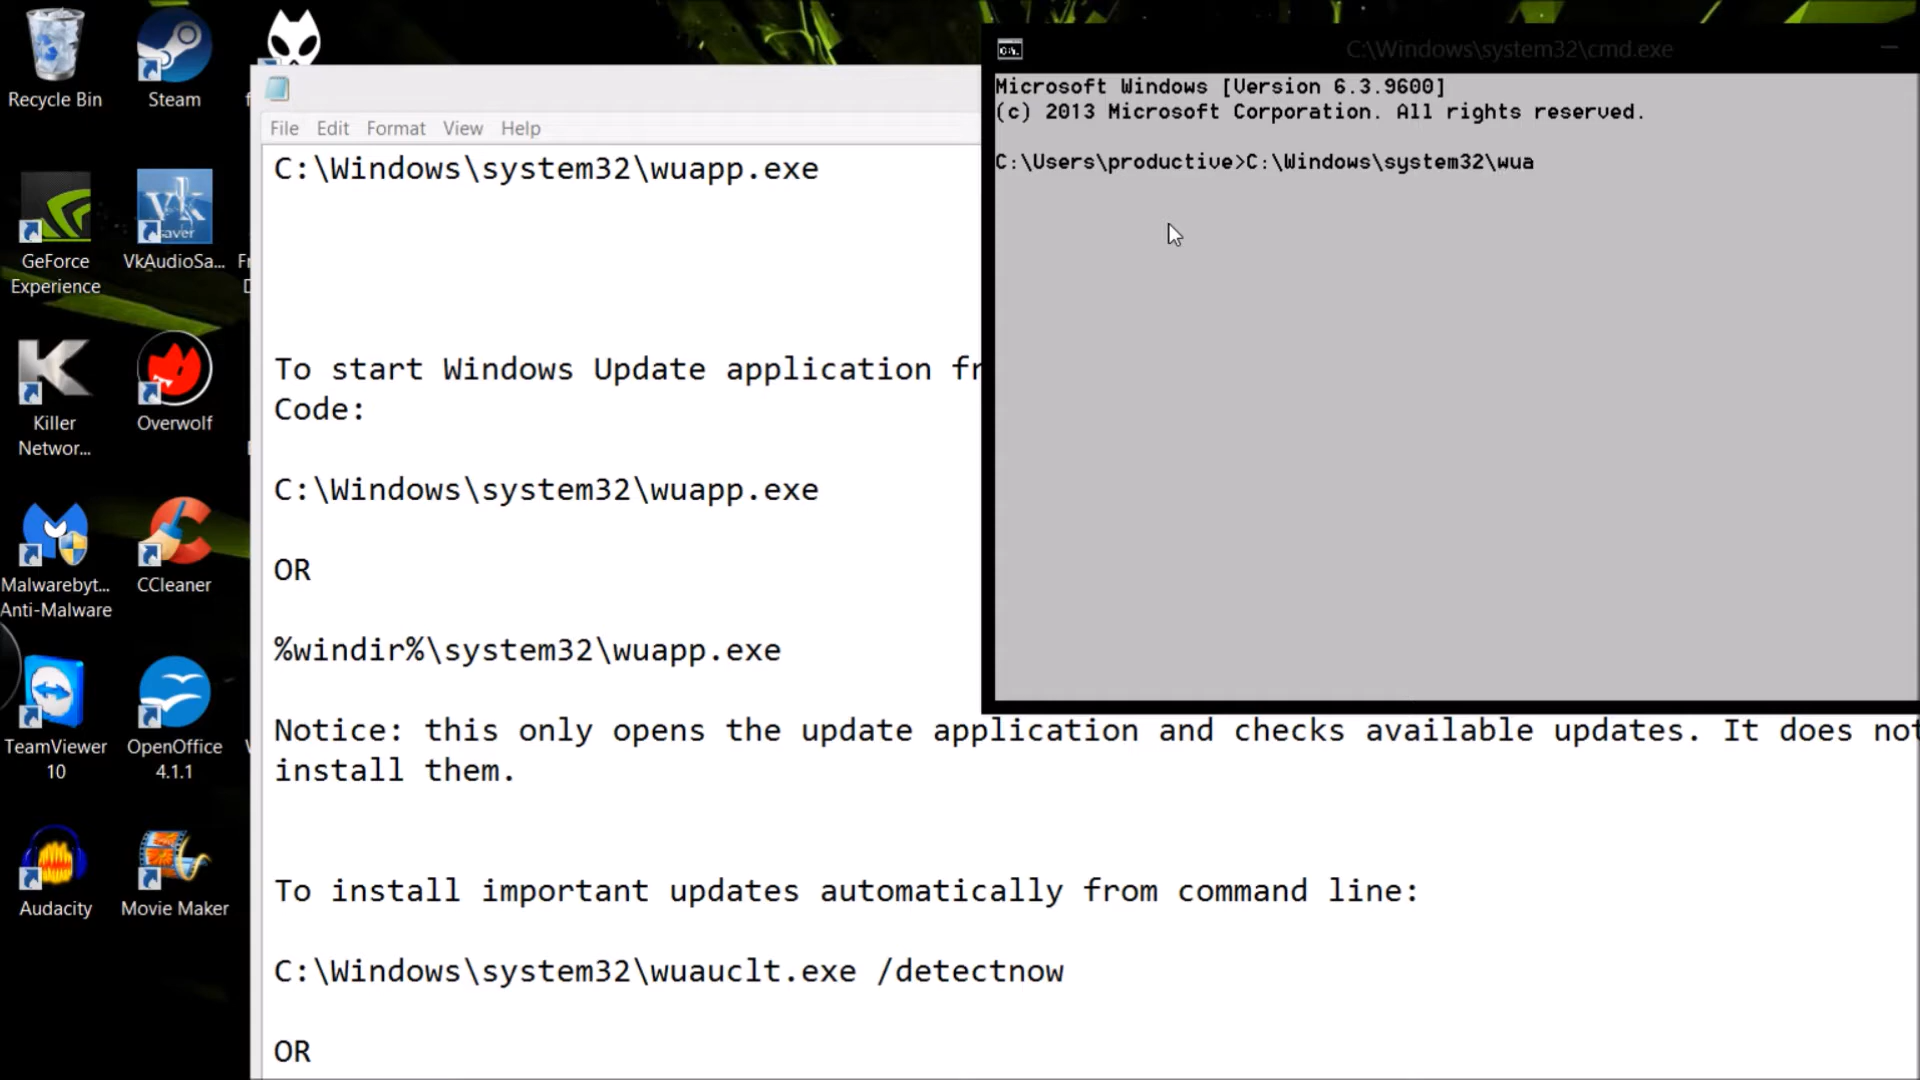 Recycle Bin
Steam
GeForce
Experience
VkAudioSa...
Killer
Networ...
Overwolf
Malwarebyt...
Anti-Malware
CCleaner
TeamViewer
10
OpenOffice
4.1.1
Audacity
Movie Maker
File Edit Format View Help
C:\Windows\system32\wuapp.exe
To start Windows Update application
Code:
C:\Windows\system32\wuapp.exe
OR
%windir%\system32\wuapp.exe
Notice: this only opens the update application and checks available updates. It does not
install them.
To install important updates automatically from command line:
C:\Windows\system32\wuauclt.exe /detectnow
OR
C:\Windows\system32\cmd.exe
Microsoft Windows [Version 6.3.9600]
(c) 2013 Microsoft Corporation. All rights reserved.
C:\Users\productive>C:\Windows\system32\wua